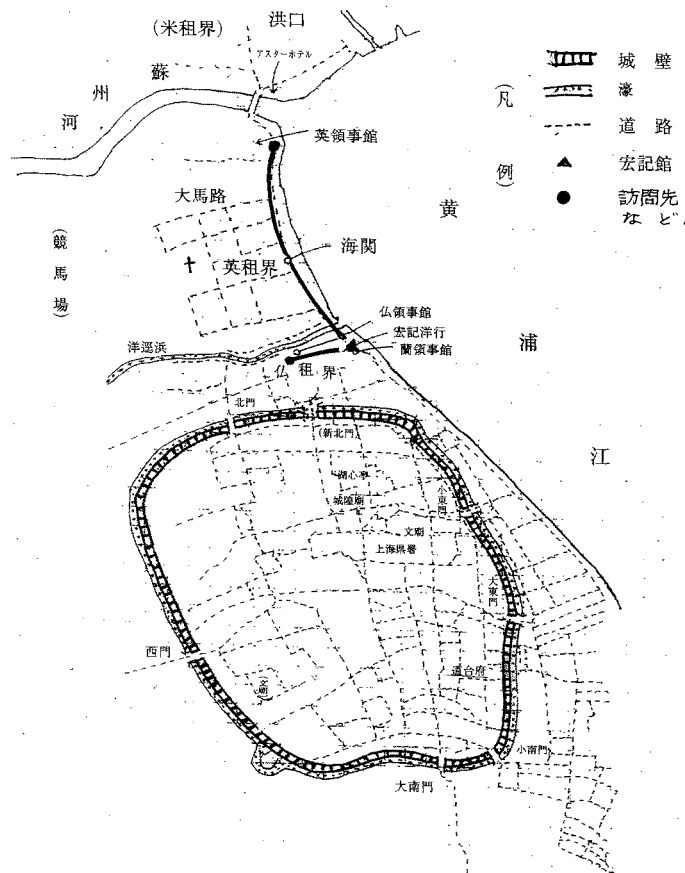 (米租界)
洪口
アスターホテル
蘇
州
河
英領事館
大馬路
(競馬場)
英租界
海関
黄
浦
江
仏領事館
宏記洋行
蘭領事館
洋逕浜
仏租界
北門
(新北門)
湖心亭
城隍廟
小東門
文廟
上海県署
大東門
西門
(文廟)
道台府
小南門
大南門
(凡例)
城壁
濠
道路
宏記館
訪問先
など。